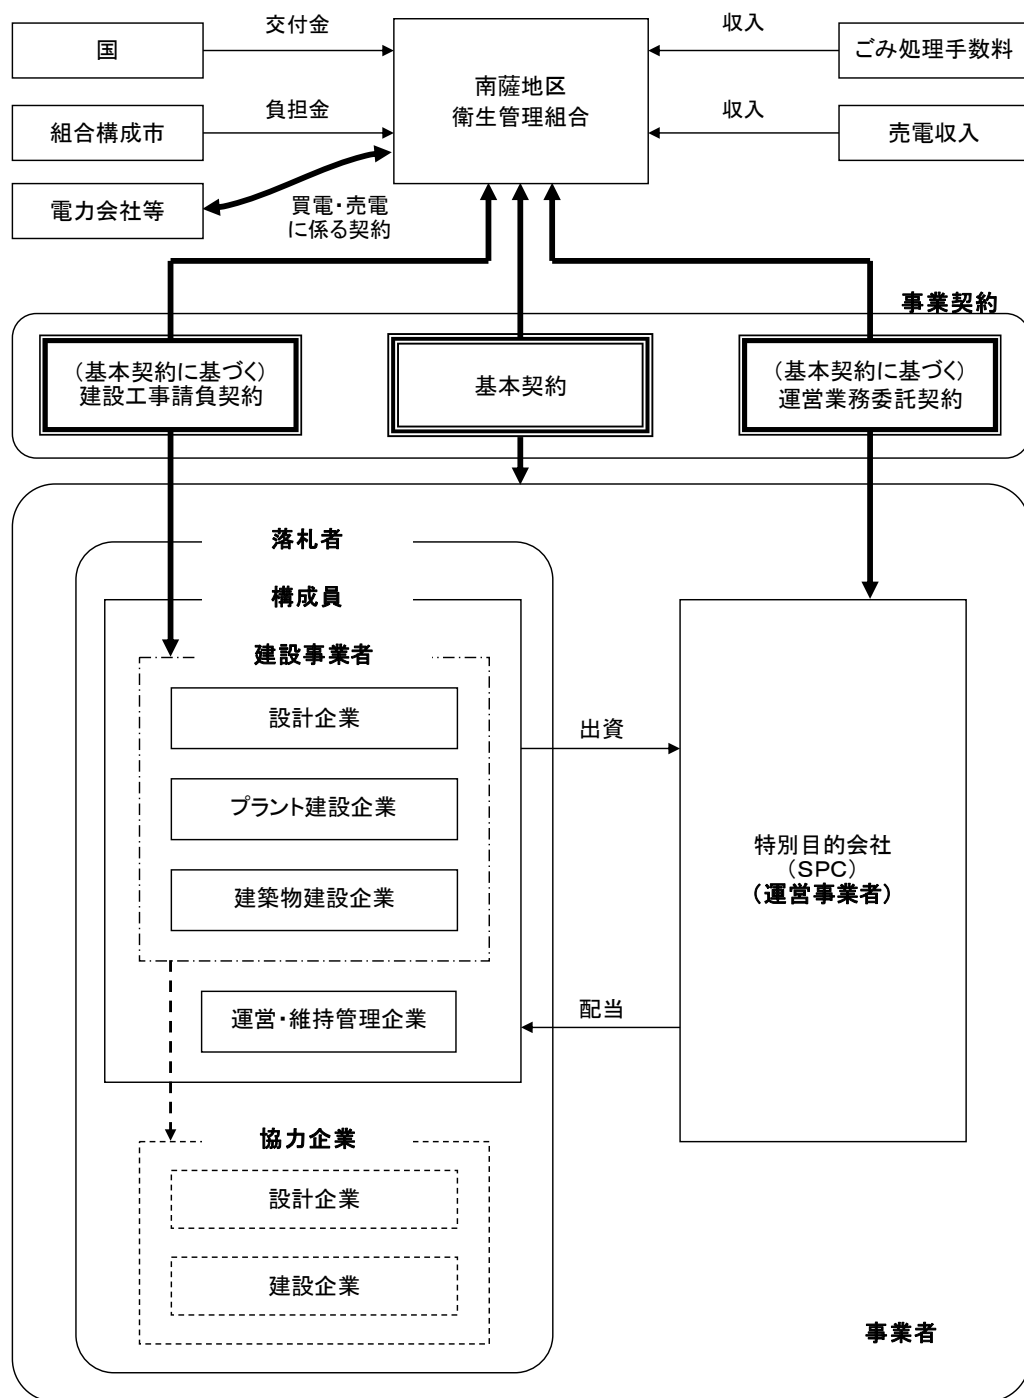 国
交付金
収入
ごみ処理手数料
南薩地区
衛生管理組合
組合構成市
負担金
収入
売電収入
電力会社等
買電・売電
に係る契約
事業契約
(基本契約に基づく)
建設工事請負契約
基本契約
(基本契約に基づく)
運営業務委託契約
落札者
構成員
建設事業者
設計企業
出資
プラント建設企業
特別目的会社
(SPC)
(運営事業者)
建築物建設企業
運営・維持管理企業
配当
協力企業
設計企業
建設企業
事業者